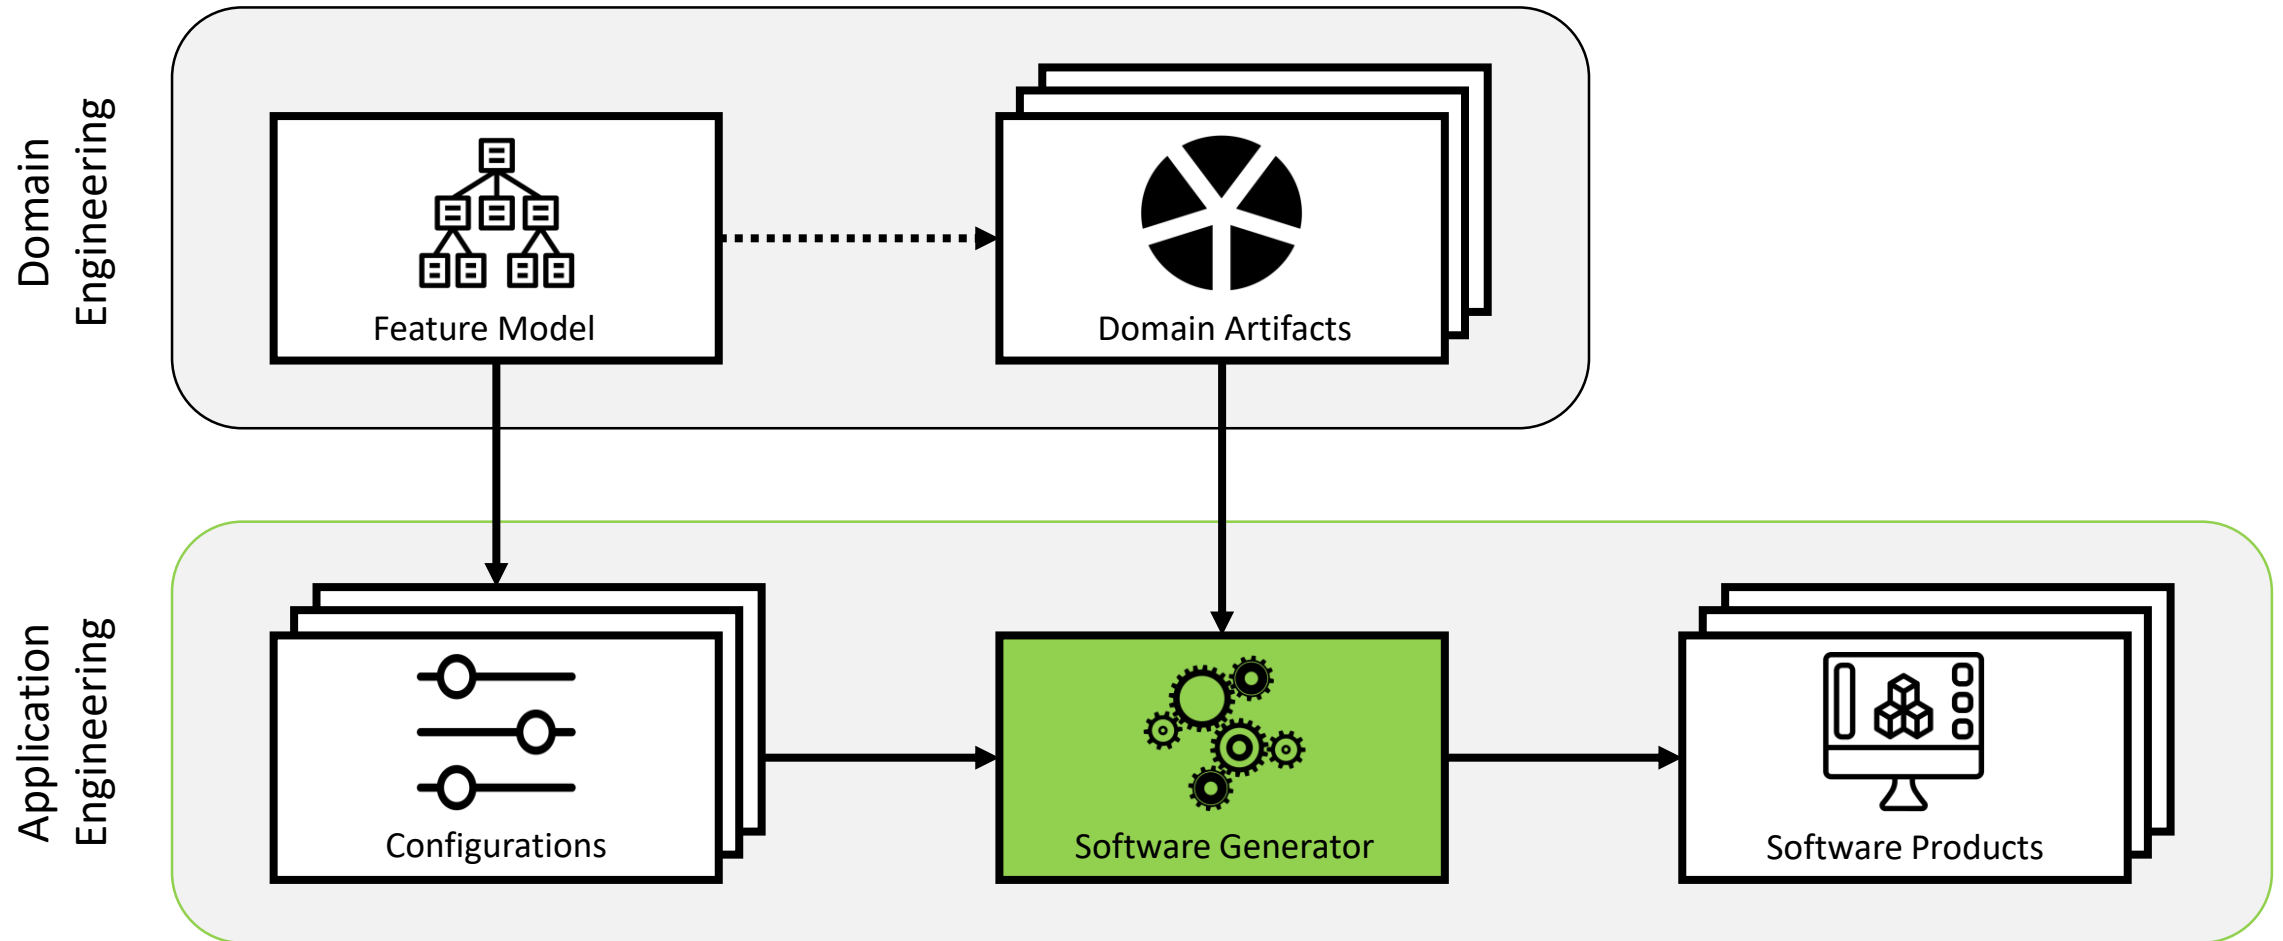 Domain
Engineering
Feature Model
Domain Artifacts
Application
Engineering
Configurations
Software Generator
Software Products